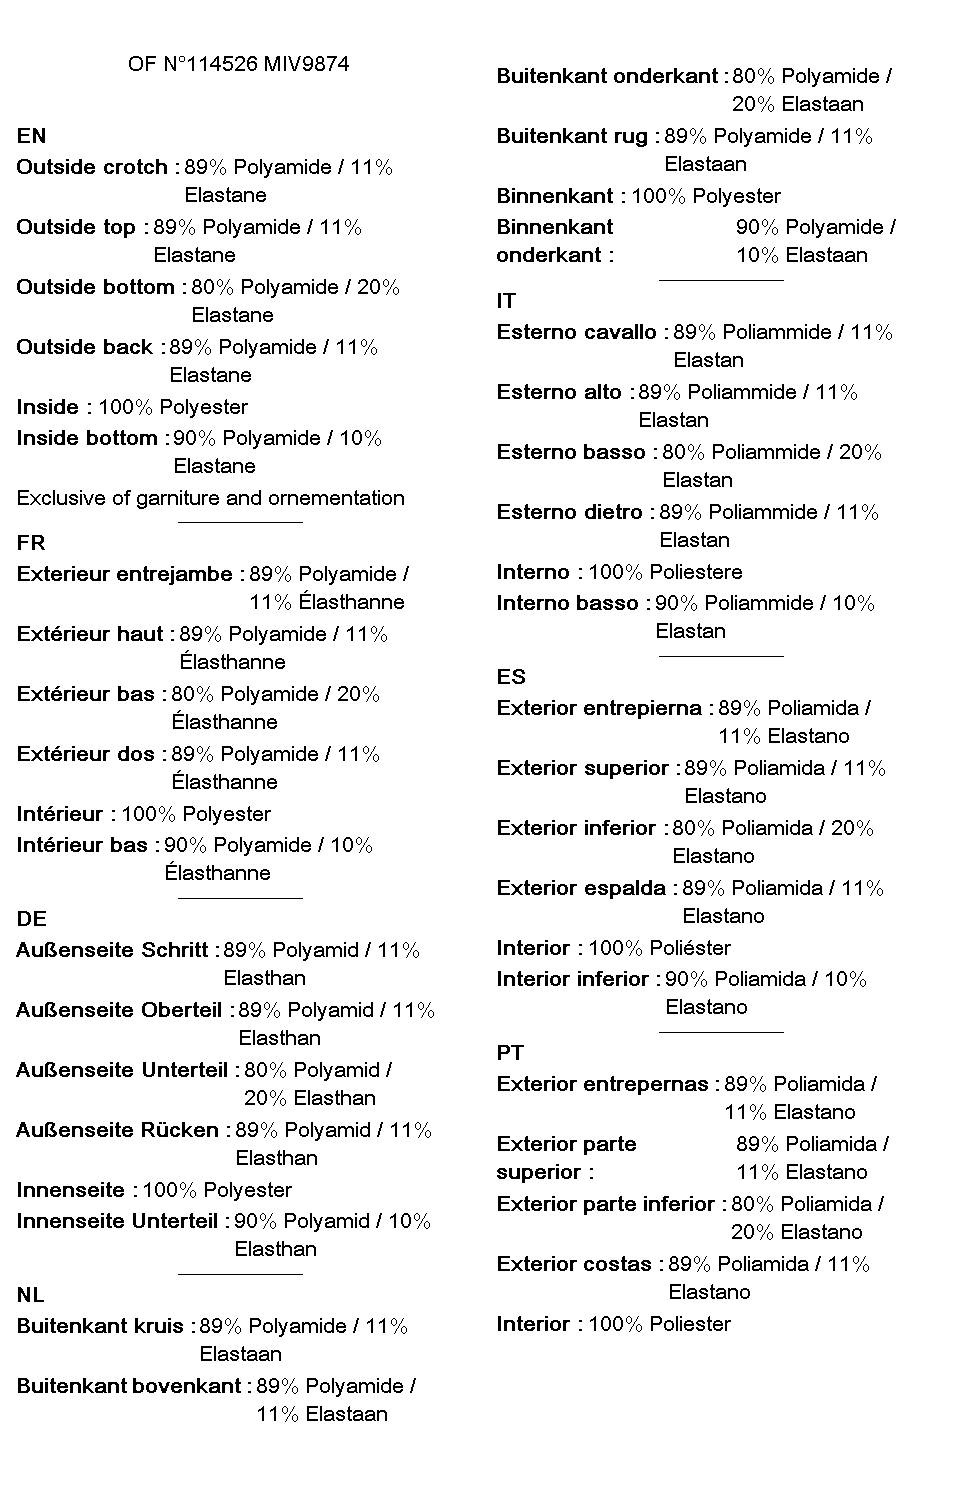 OF N°114526 MIV9874
EN
Outside crotch : 89% Polyamide / 11%
Elastane
Outside top : 89% Polyamide / 11%
Elastane
Outside bottom : 80% Polyamide / 20%
Elastane
Outside back : 89% Polyamide / 11%
Elastane
Inside : 100% Polyester
Inside bottom : 90% Polyamide / 10%
Elastane
Exclusive of garniture and ornementation
FR
Exterieur entrejambe : 89% Polyamide /
11% Élasthanne
Extérieur haut : 89% Polyamide / 11%
Élasthanne
Extérieur bas : 80% Polyamide / 20%
Élasthanne
Extérieur dos : 89% Polyamide / 11%
Élasthanne
Intérieur : 100% Polyester
Intérieur bas : 90% Polyamide / 10%
Élasthanne
DE
Außenseite Schritt : 89% Polyamid / 11%
Elasthan
Außenseite Oberteil : 89% Polyamid / 11%
Elasthan
Außenseite Unterteil : 80% Polyamid /
20% Elasthan
Außenseite Rücken : 89% Polyamid / 11%
Elasthan
Innenseite : 100% Polyester
Innenseite Unterteil : 90% Polyamid / 10%
Elasthan
NL
Buitenkant kruis : 89% Polyamide / 11%
Elastaan
Buitenkant bovenkant : 89% Polyamide /
11% Elastaan
Buitenkant onderkant : 80% Polyamide /
20% Elastaan
Buitenkant rug : 89% Polyamide / 11%
Elastaan
Binnenkant : 100% Polyester
Binnenkant 90% Polyamide /
onderkant : 10% Elastaan
IT
Esterno cavallo : 89% Poliammide / 11%
Elastan
Esterno alto : 89% Poliammide / 11%
Elastan
Esterno basso : 80% Poliammide / 20%
Elastan
Esterno dietro : 89% Poliammide / 11%
Elastan
Interno : 100% Poliestere
Interno basso : 90% Poliammide / 10%
Elastan
ES
Exterior entrepierna : 89% Poliamida /
11% Elastano
Exterior superior : 89% Poliamida / 11%
Elastano
Exterior inferior : 80% Poliamida / 20%
Elastano
Exterior espalda : 89% Poliamida / 11%
Elastano
Interior : 100% Poliéster
Interior inferior : 90% Poliamida / 10%
Elastano
PT
Exterior entrepernas : 89% Poliamida /
11% Elastano
Exterior parte 89% Poliamida /
superior : 11% Elastano
Exterior parte inferior : 80% Poliamida /
20% Elastano
Exterior costas : 89% Poliamida / 11%
Elastano
Interior : 100% Poliester